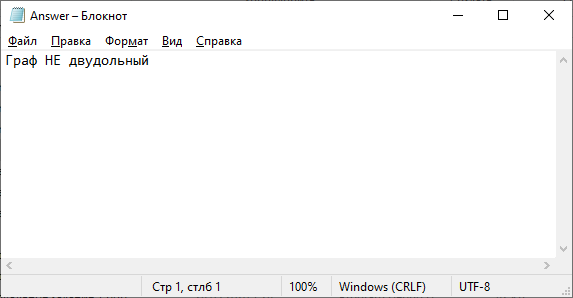 Answer – Блокнот
Файл Правка Формат Вид Справка
Граф НЕ двудольный
Стр 1, стлб 1 100% Windows (CRLF) UTF-8